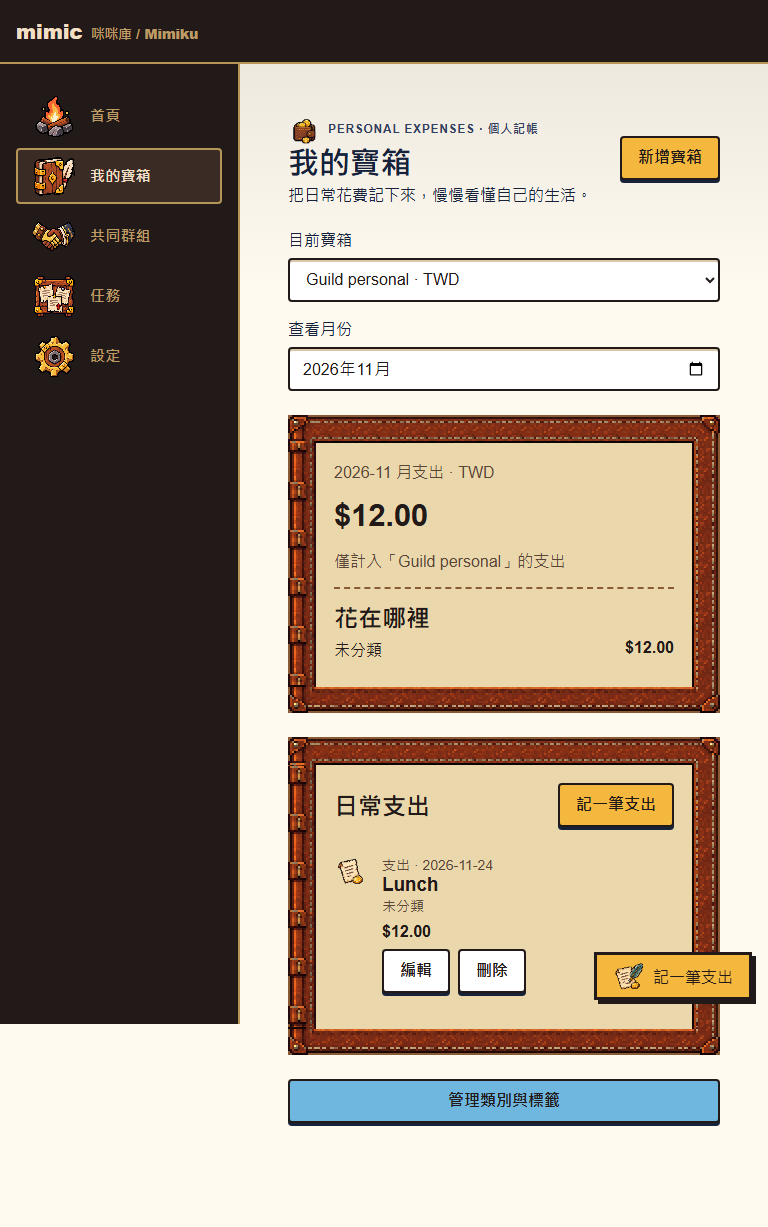 mimic 咪咪庫 / Mimiku
首頁
我的寶箱
共同群組
任務
設定
PERSONAL EXPENSES · 個人記帳
我的寶箱
新增寶箱
把日常花費記下來，慢慢看懂自己的生活。
目前寶箱
Guild personal · TWD
查看月份
2026年11月
2026-11 月支出 · TWD
$12.00
僅計入「Guild personal」的支出
花在哪裡
未分類 $12.00
日常支出
記一筆支出
支出 · 2026-11-24
Lunch
未分類
$12.00
編輯 刪除
記一筆支出
管理類別與標籤